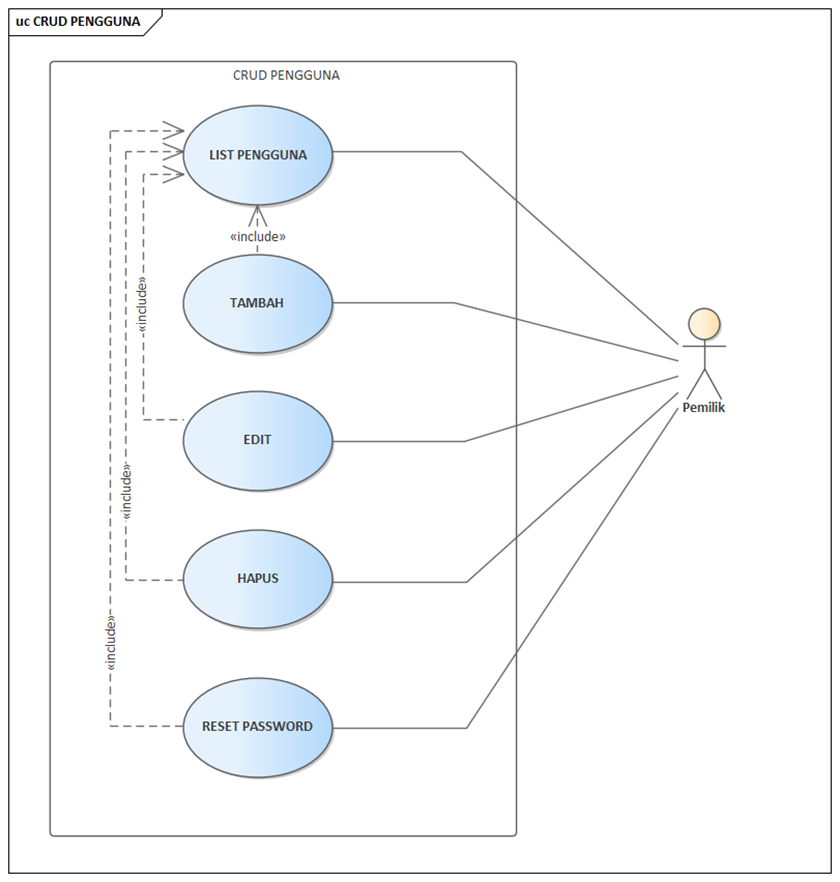 uc CRUD PENGGUNA
CRUD PENGGUNA
LIST PENGGUNA
«include»
TAMBAH
«include»
EDIT
Pemilik
«include»
HAPUS
«include»
RESET PASSWORD